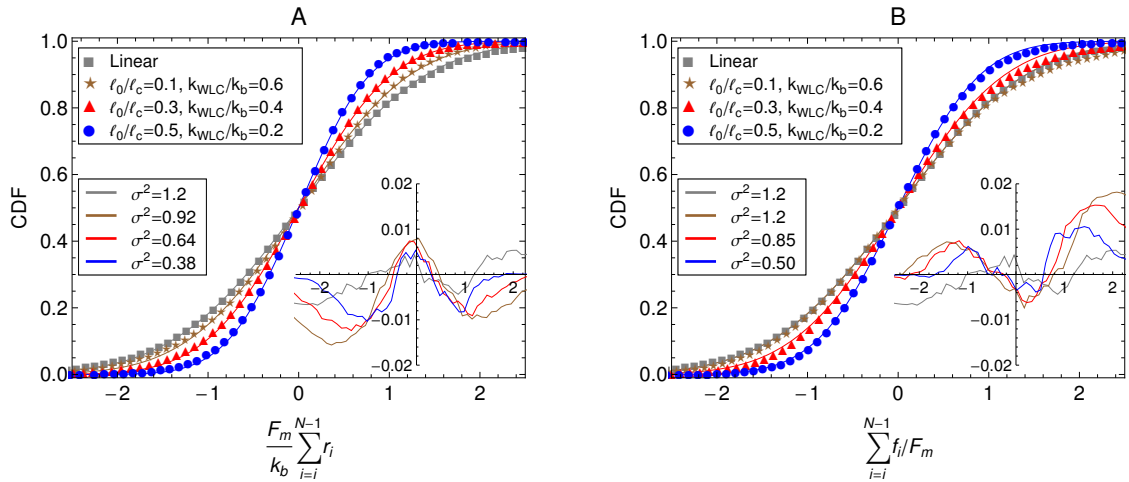 A
CDF
1.0
0.8
0.6
0.4
0.2
0.0
Linear
ℓ0/ℓc=0.1, kWLC/kb=0.6
ℓ0/ℓc=0.3, kWLC/kb=0.4
ℓ0/ℓc=0.5, kWLC/kb=0.2
σ²=1.2
σ²=0.92
σ²=0.64
σ²=0.38
0.02
0.01
−2 −1 1 2
−0.01
−0.02
−2 −1 0 1 2
F_m/k_b ∑_{i=i}^{N−1} r_i
B
CDF
1.0
0.8
0.6
0.4
0.2
0.0
Linear
ℓ0/ℓc=0.1, kWLC/kb=0.6
ℓ0/ℓc=0.3, kWLC/kb=0.4
ℓ0/ℓc=0.5, kWLC/kb=0.2
σ²=1.2
σ²=1.2
σ²=0.85
σ²=0.50
0.02
0.01
−2 −1 0 1 2
−0.01
−0.02
−2 −1 0 1 2
∑_{i=i}^{N−1} f_i/F_m